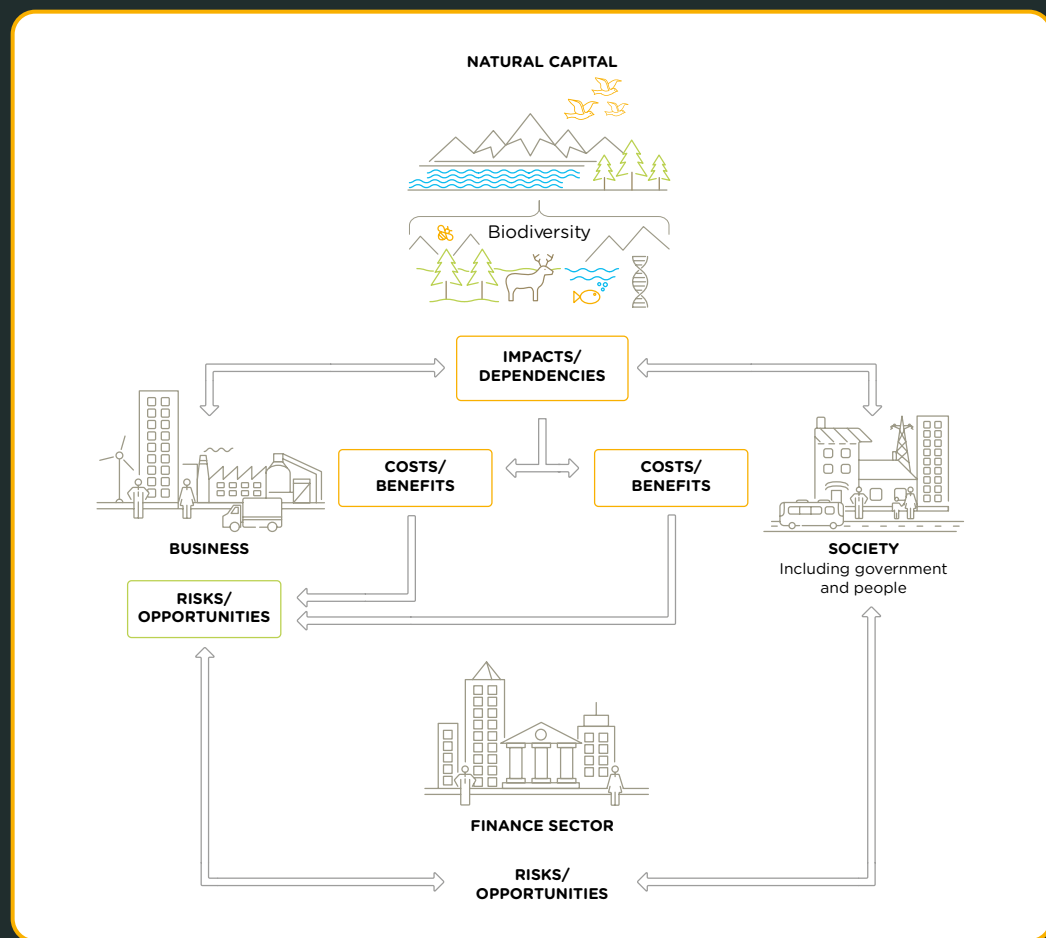 NATURAL CAPITAL
Biodiversity
IMPACTS/
DEPENDENCIES
COSTS/
BENEFITS
COSTS/
BENEFITS
BUSINESS
SOCIETY
Including government
and people
RISKS/
OPPORTUNITIES
FINANCE SECTOR
RISKS/
OPPORTUNITIES